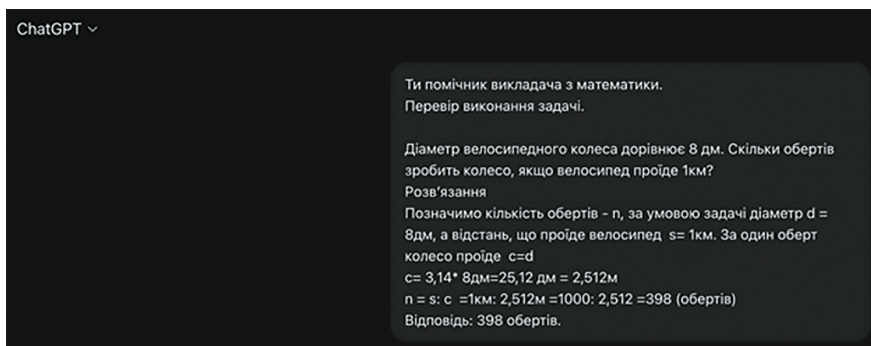 ChatGPT
Ти помічник викладача з математики.
Перевір виконання задачі.
Діаметр велосипедного колеса дорівнює 8 дм. Скільки обертів
зробить колесо, якщо велосипед проїде 1км?
Розв'язання
Позначимо кількість обертів - n, за умовою задачі діаметр d =
8дм, а відстань, що проїде велосипед s= 1км. За один оберт
колесо проїде c=d
c= 3,14* 8дм=25,12 дм = 2,512м
n = s: c =1км: 2,512м =1000: 2,512 =398 (обертів)
Відповідь: 398 обертів.